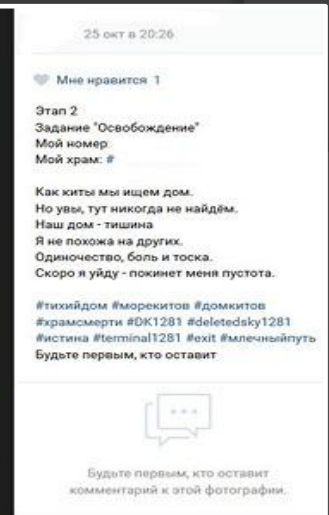 25 окт в 20:26
Мне нравится 1
Этап 2
Задание "Освобождение"
Мой номер
Мой храм: #
Как киты мы ищем дом.
Но увы, тут никогда не найдём.
Наш дом - тишина
Я не похожа на других.
Одиночество, боль и тоска.
Скоро я уйду - покинет меня пустота.
#тихийдом #морекитов #домкитов
#храмсмерти #DK1281 #deletedsky1281
#истина #terminal1281 #exit #млечныйпуть
Будьте первым, кто оставит
Будьте первым, кто оставит
комментарий к этой фотографии.